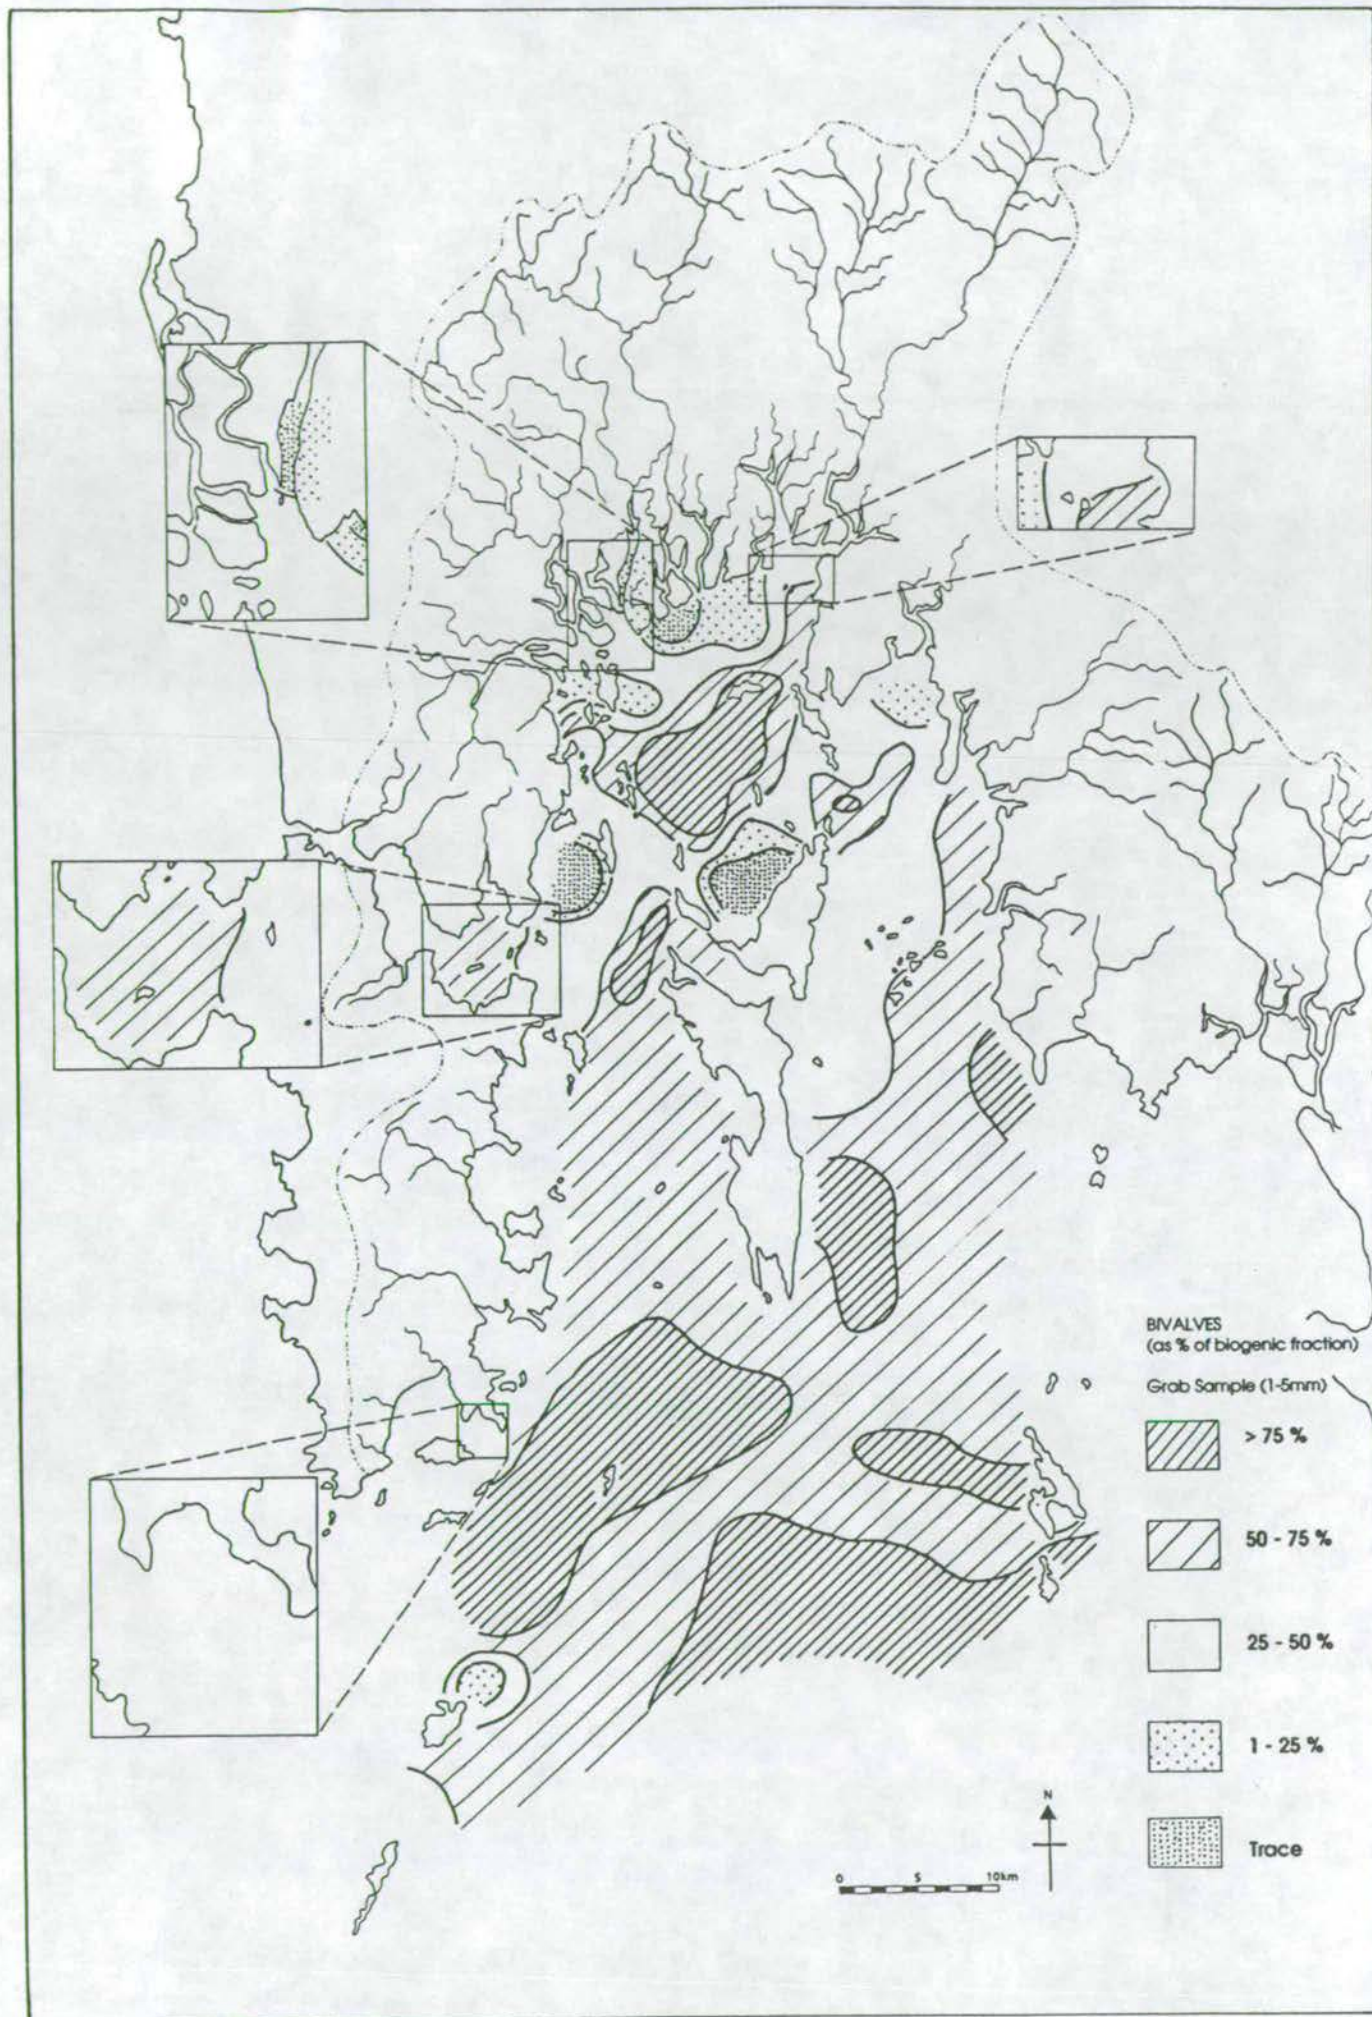 BIVALVES
(as % of biogenic fraction)
Grab Sample (1-5mm)
> 75 %
50 - 75 %
25 - 50 %
1 - 25 %
Trace
N
0 5 10km